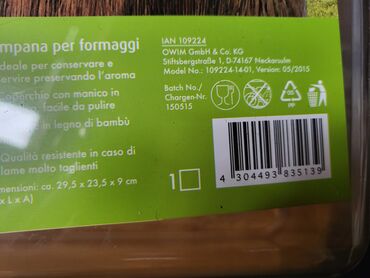 mpana per formaggi
deale per conservare e
ervire preservando l'aroma
operchio con manico in
facile da pulire
in legno di bambù
Qualità resistente in caso di
lame molto taglienti
mensioni: ca. 29,5 x 23,5 x 9 cm
x L x A)
IAN 109224
OWIM GmbH & Co. KG
Stiftsbergstraße 1, D-74167 Neckarsulm
Model No.: 109224-14-01, Version: 05/2015
Batch No./
Chargen-Nr.
150515
PP
1
4 304493 835139